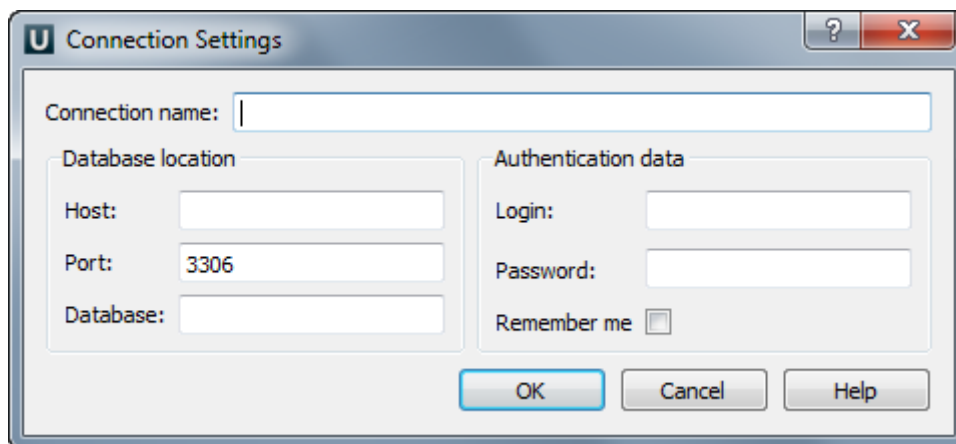 U Connection Settings
? X
Connection name:
Database location
Host:
Port: 3306
Database:
Authentication data
Login:
Password:
Remember me
OK Cancel Help